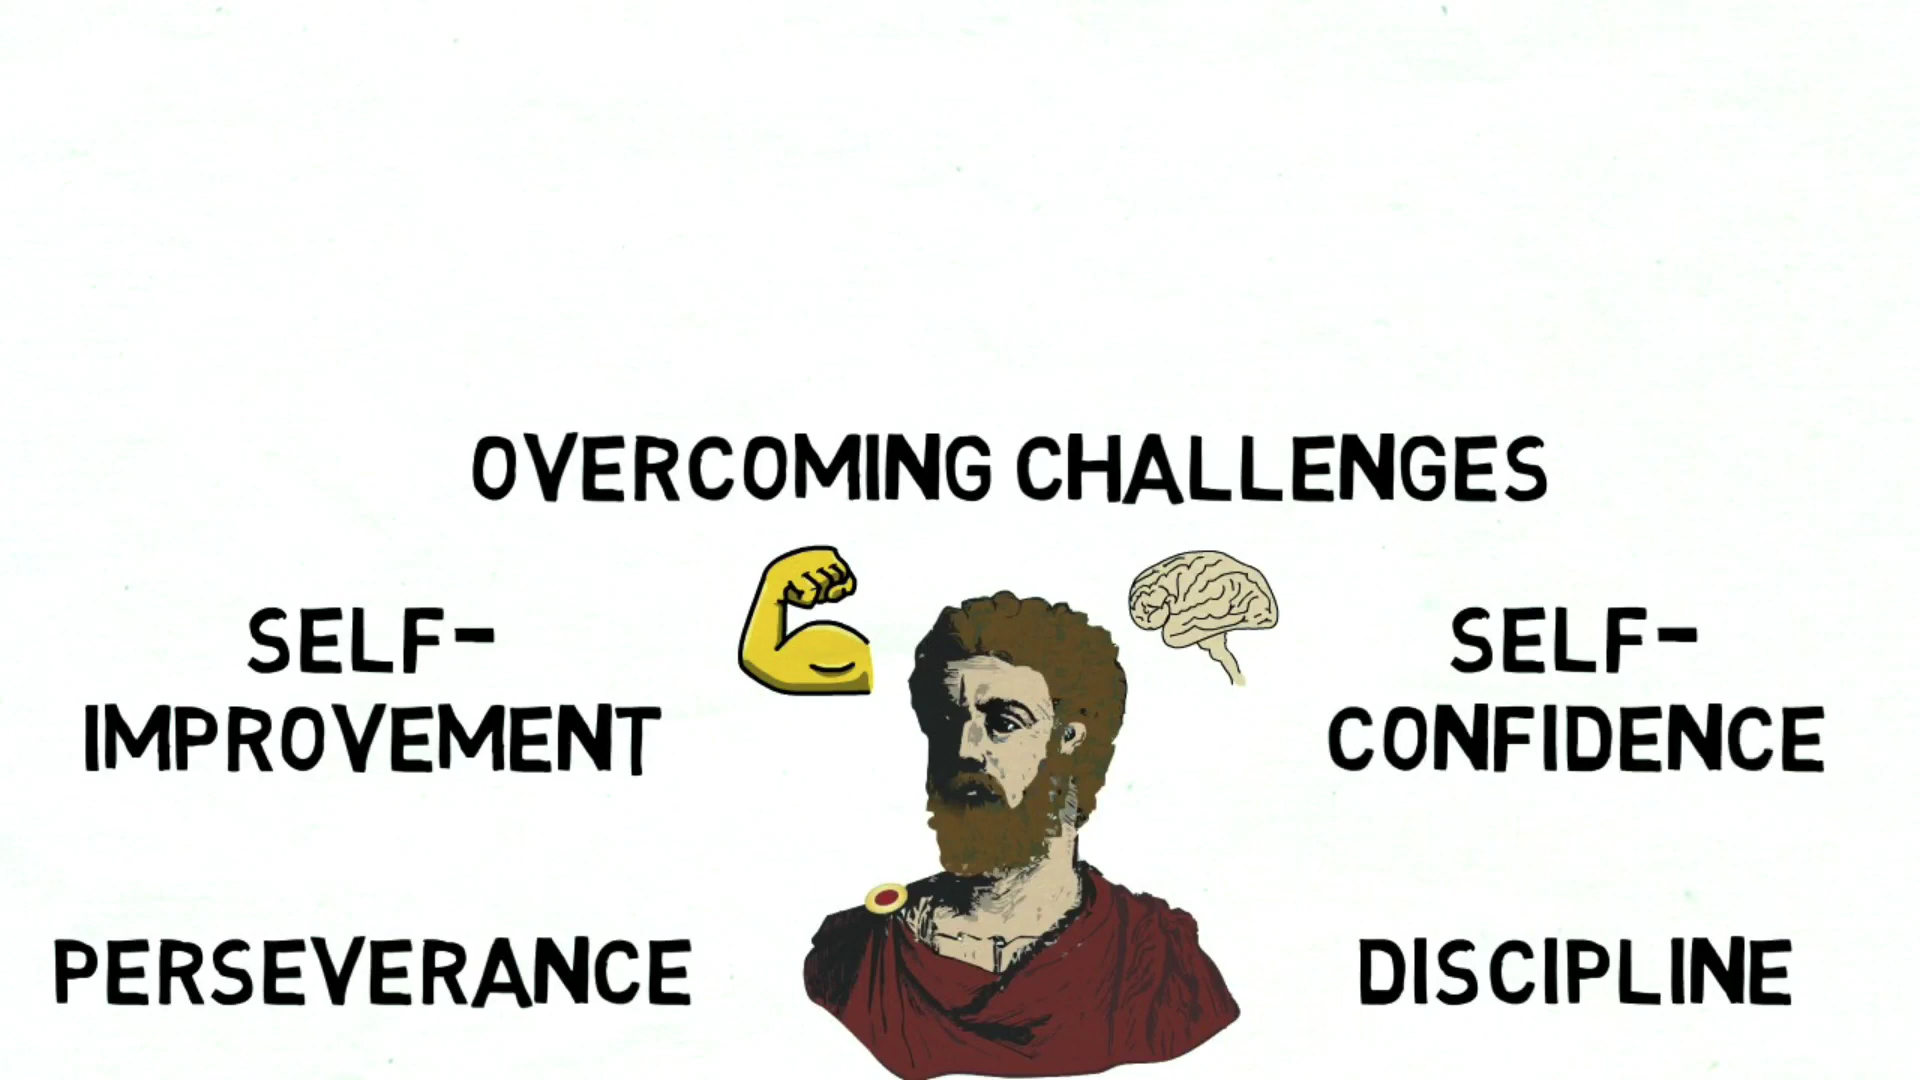 OVERCOMING CHALLENGES
SELF-
IMPROVEMENT
SELF-
CONFIDENCE
PERSEVERANCE
DISCIPLINE